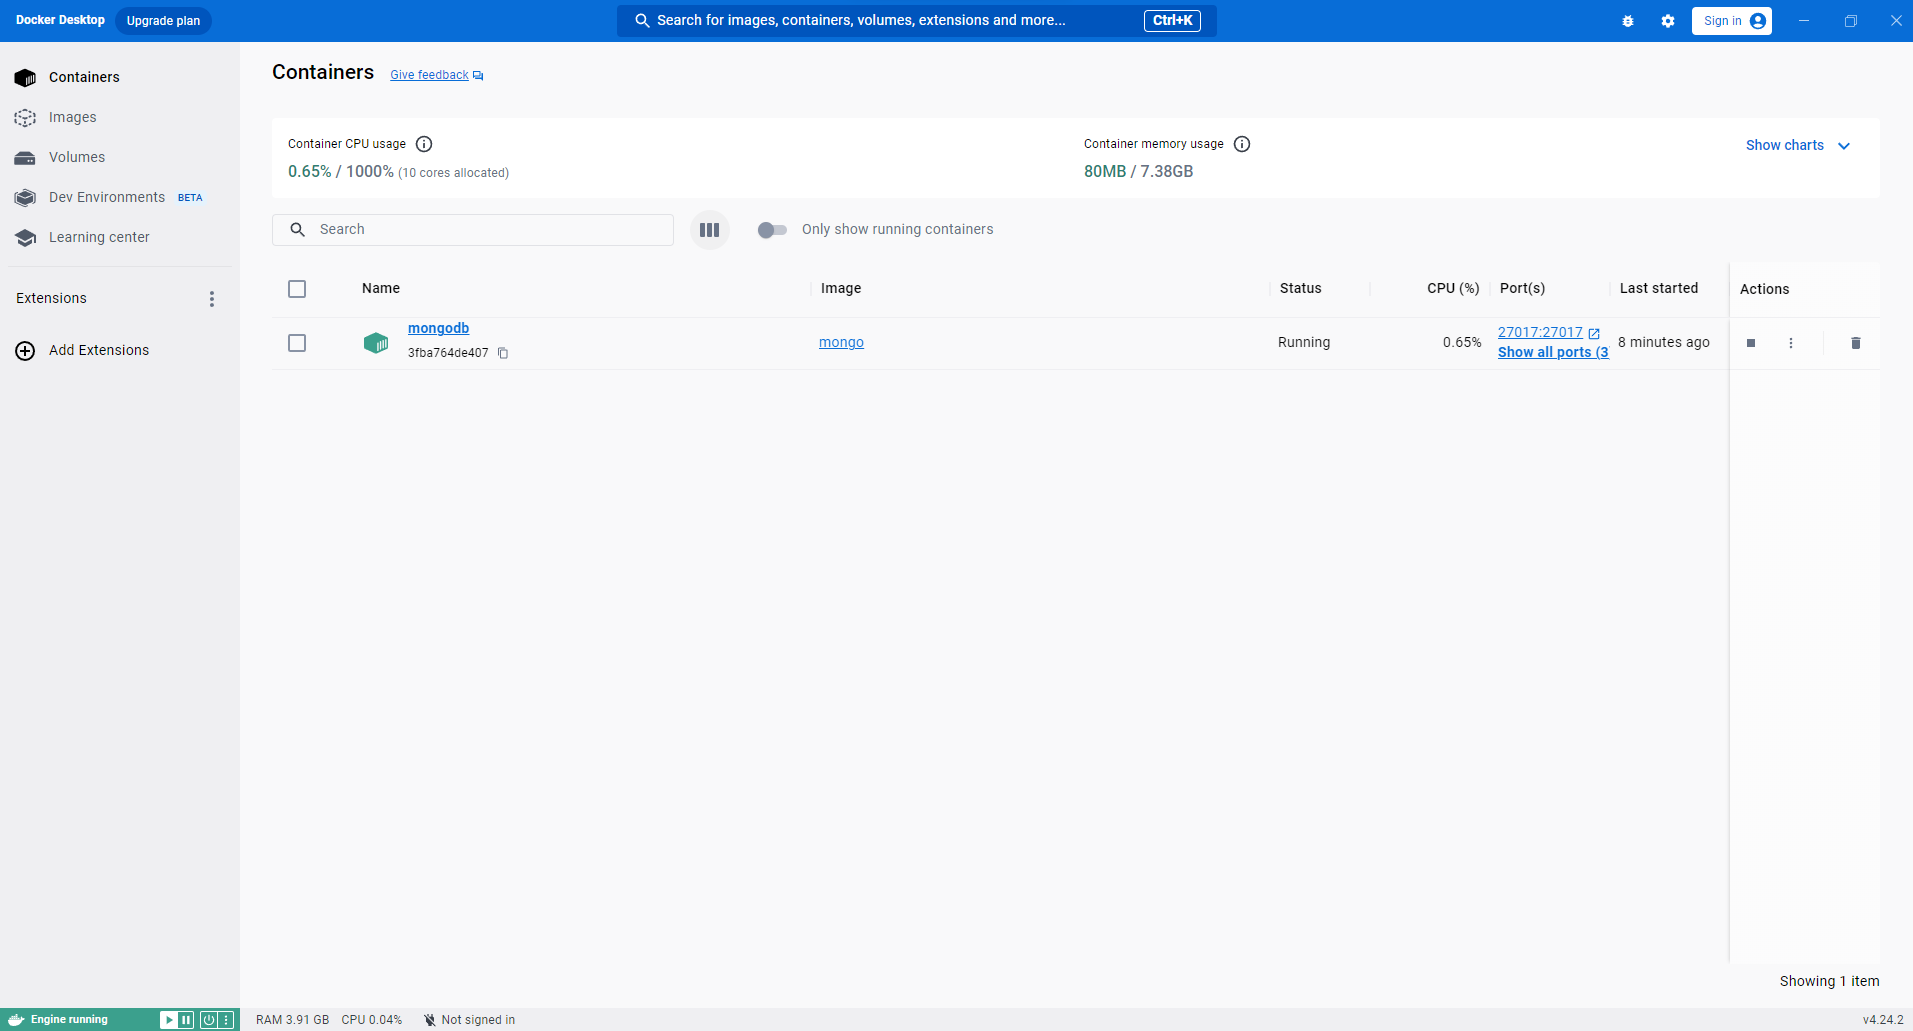 Docker Desktop
Upgrade plan
Search for images, containers, volumes, extensions and more...
Ctrl+K
Sign in
Containers
Images
Volumes
Dev Environments BETA
Learning center
Extensions
Add Extensions
Containers
Give feedback
Container CPU usage
0.65% / 1000% (10 cores allocated)
Container memory usage
80MB / 7.38GB
Show charts
Search
Only show running containers
Name Image Status CPU (%) Port(s) Last started Actions
mongodb
3fba764de407
mongo
Running
0.65%
27017:27017
Show all ports (3
8 minutes ago
Showing 1 item
Engine running
RAM 3.91 GB CPU 0.04% Not signed in
v4.24.2